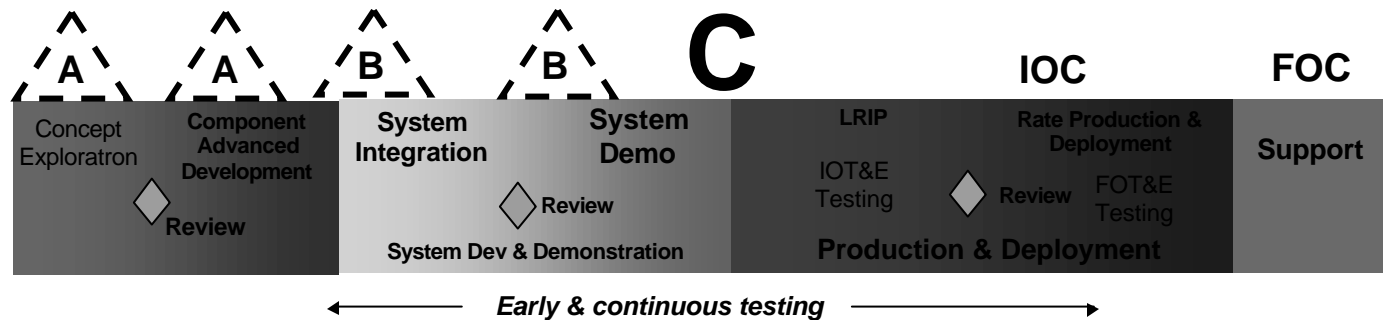 A
A
B
B
C
IOC
FOC
Concept
Exploratron
Component
Advanced
Development
Review
System
Integration
System
Demo
Review
System Dev & Demonstration
LRIP
IOT&E
Testing
Review
Rate Production &
Deployment
FOT&E
Testing
Production & Deployment
Support
Early & continuous testing